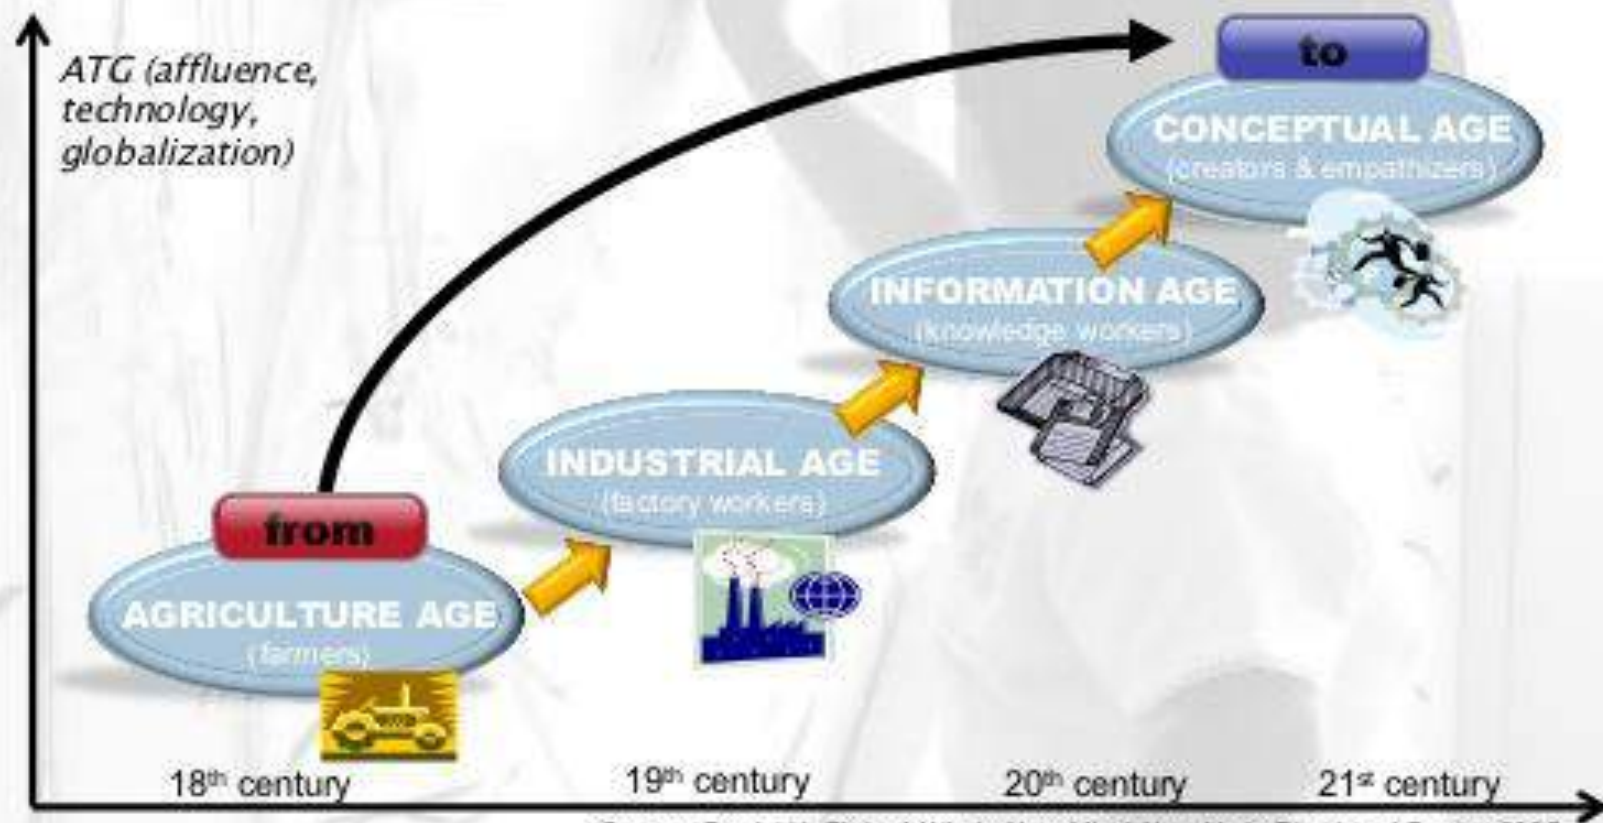 ATG (affluence,
technology,
globalization)
to
CONCEPTUAL AGE
(creators & empathizers)
INFORMATION AGE
(knowledge workers)
INDUSTRIAL AGE
(factory workers)
from
AGRICULTURE AGE
(farmers)
18th century
19th century
20th century
21st century